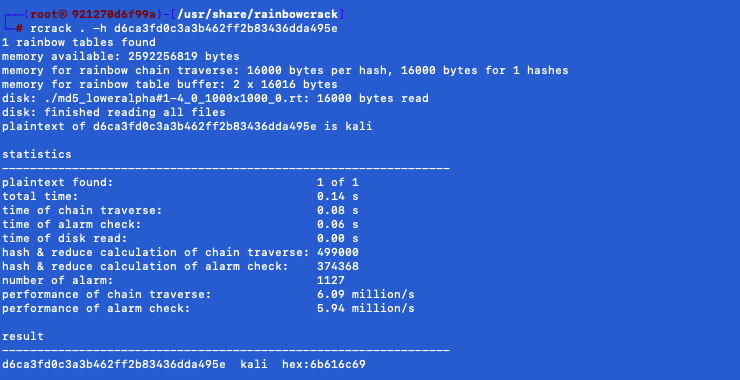 ┌──(root㉿ 921270d6f99a)-[/usr/share/rainbowcrack]
└─# rcrack . -h d6ca3fd0c3a3b462ff2b83436dda495e
1 rainbow tables found
memory available: 2592256819 bytes
memory for rainbow chain traverse: 16000 bytes per hash, 16000 bytes for 1 hashes
memory for rainbow table buffer: 2 x 16016 bytes
disk: ./md5_loweralpha#1-4_0_1000x1000_0.rt: 16000 bytes read
disk: finished reading all files
plaintext of d6ca3fd0c3a3b462ff2b83436dda495e is kali
statistics
----------------------------------------------------------------
plaintext found: 1 of 1
total time: 0.14 s
time of chain traverse: 0.08 s
time of alarm check: 0.06 s
time of disk read: 0.00 s
hash & reduce calculation of chain traverse: 499000
hash & reduce calculation of alarm check: 374368
number of alarm: 1127
performance of chain traverse: 6.09 million/s
performance of alarm check: 5.94 million/s
result
----------------------------------------------------------------
d6ca3fd0c3a3b462ff2b83436dda495e kali hex:6b616c69